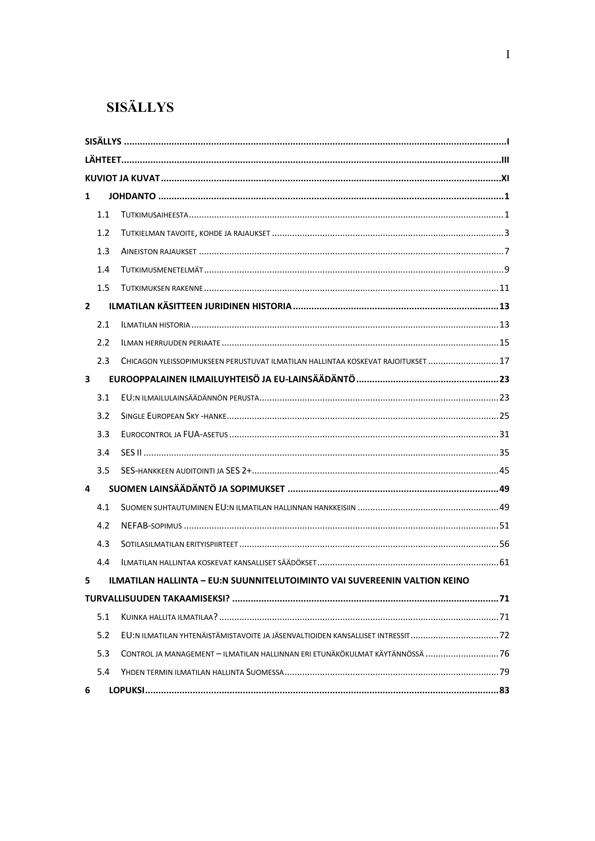 I
SISÄLLYS
SISÄLLYS ........ I
LÄHTEET ........ III
KUVIOT JA KUVAT ........ XI
1 JOHDANTO ........ 1
1.1 TUTKIMUSAIHEESTA ........ 1
1.2 TUTKIELMAN TAVOITE, KOHDE JA RAJAUKSET ........ 3
1.3 AINEISTON RAJAUKSET ........ 7
1.4 TUTKIMUSMENETELMÄT ........ 9
1.5 TUTKIMUKSEN RAKENNE ........ 11
2 ILMATILAN KÄSITTEEN JURIDINEN HISTORIA ........ 13
2.1 ILMATILAN HISTORIA ........ 13
2.2 ILMAN HERRUUDEN PERIAATE ........ 15
2.3 CHICAGON YLEISSOPIMUKSEEN PERUSTUVAT ILMATILAN HALLINTAA KOSKEVAT RAJOITUKSET ........ 17
3 EUROOPPALAINEN ILMAILUYHTEISÖ JA EU-LAINSÄÄDÄNTÖ ........ 23
3.1 EU:N ILMAILULAINSÄÄDÄNNÖN PERUSTA ........ 23
3.2 SINGLE EUROPEAN SKY -HANKE ........ 25
3.3 EUROCONTROL JA FUA-ASETUS ........ 31
3.4 SES II ........ 35
3.5 SES-HANKKEEN AUDITOINTI JA SES 2+ ........ 45
4 SUOMEN LAINSÄÄDÄNTÖ JA SOPIMUKSET ........ 49
4.1 SUOMEN SUHTAUTUMINEN EU:N ILMATILAN HALLINNAN HANKKEISIIN ........ 49
4.2 NEFAB-SOPIMUS ........ 51
4.3 SOTILASILMATILAN ERITYISPIIRTEET ........ 56
4.4 ILMATILAN HALLINTAA KOSKEVAT KANSALLISET SÄÄDÖKSET ........ 61
5 ILMATILAN HALLINTA – EU:N SUUNNITELUTOIMINTO VAI SUVEREENIN VALTION KEINO
TURVALLISUUDEN TAKAAMISEKSI? ........ 71
5.1 KUINKA HALLITA ILMATILAA? ........ 71
5.2 EU:N ILMATILAN YHTENÄISTÄMISTAVOITE JA JÄSENVALTIOIDEN KANSALLISET INTRESSIT ........ 72
5.3 CONTROL JA MANAGEMENT – ILMATILAN HALLINNAN ERI ETUNÄKÖKULMAT KÄYTÄNNÖSSÄ ........ 76
5.4 YHDEN TERMIN ILMATILAN HALLINTA SUOMESSA ........ 79
6 LOPUKSI ........ 83